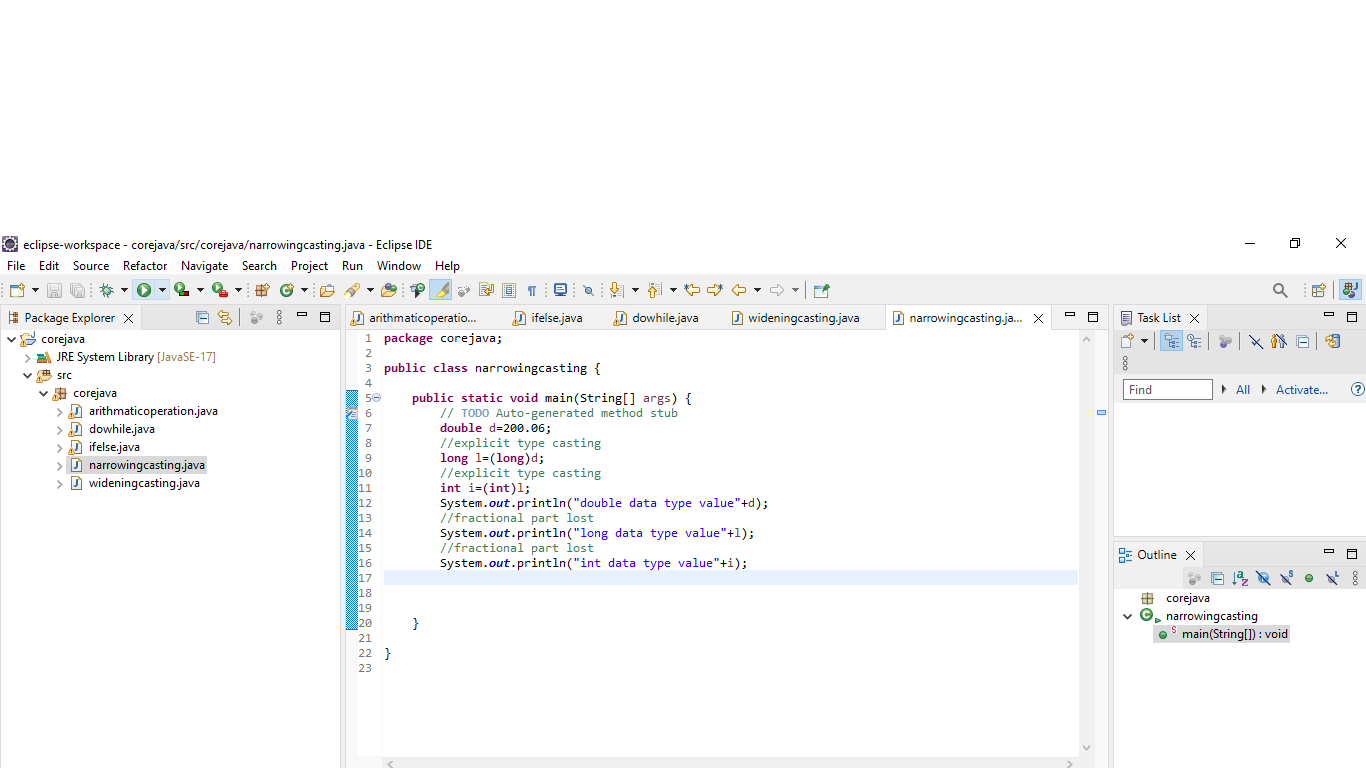 eclipse-workspace - corejava/src/corejava/narrowingcasting.java - Eclipse IDE
File Edit Source Refactor Navigate Search Project Run Window Help
Package Explorer
corejava
JRE System Library [JavaSE-17]
src
corejava
arithmaticoperation.java
dowhile.java
ifelse.java
narrowingcasting.java
wideningcasting.java
arithmaticoperatio... ifelse.java dowhile.java wideningcasting.java narrowingcasting.ja...
1 package corejava;
2
3 public class narrowingcasting {
4
5 public static void main(String[] args) {
6 // TODO Auto-generated method stub
7 double d=200.06;
8 //explicit type casting
9 long l=(long)d;
10 //explicit type casting
11 int i=(int)l;
12 System.out.println("double data type value"+d);
13 //fractional part lost
14 System.out.println("long data type value"+l);
15 //fractional part lost
16 System.out.println("int data type value"+i);
17
18
19
20 }
21
22 }
23
Task List
Find All Activate...
Outline
corejava
narrowingcasting
main(String[]) : void